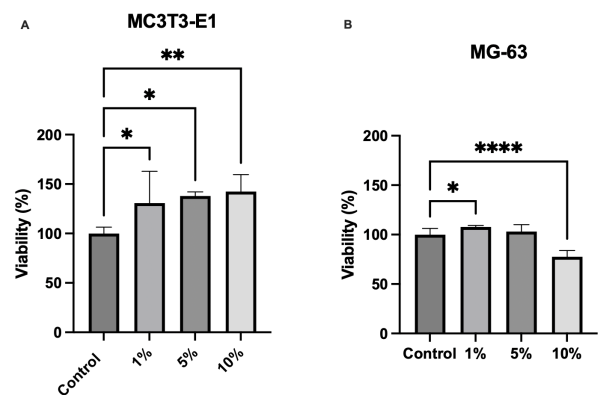 A
MC3T3-E1
**
*
*
200
150
100
50
0
Viability (%)
Control
1%
5%
10%
B
MG-63
****
*
200
150
100
50
0
Viability (%)
Control 1% 5% 10%